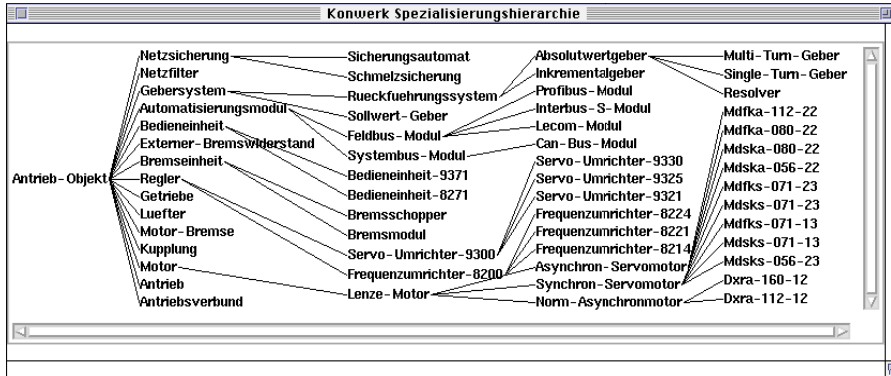 Konwerk Spezialisierungshierarchie
Antrieb-Objekt
Netzsicherung
Netzfilter
Gebersystem
Automatisierungsmodul
Bedieneinheit
Externer-Bremswiderstand
Bremseinheit
Regler
Getriebe
Luefter
Motor-Bremse
Kupplung
Motor
Antrieb
Antriebsverbund
Sicherungsautomat
Schmelzsicherung
Rueckfuehrungssystem
Sollwert-Geber
Feldbus-Modul
Systembus-Modul
Bedieneinheit-9371
Bedieneinheit-8271
Bremsschopper
Bremsmodul
Servo-Umrichter-9300
Frequenzumrichter-8200
Lenze-Motor
Absolutwertgeber
Inkrementalgeber
Profibus-Modul
Interbus-S-Modul
Lecom-Modul
Can-Bus-Modul
Servo-Umrichter-9330
Servo-Umrichter-9325
Servo-Umrichter-9321
Frequenzumrichter-8224
Frequenzumrichter-8221
Frequenzumrichter-8214
Asynchron-Servomotor
Synchron-Servomotor
Norm-Asynchronmotor
Multi-Turn-Geber
Single-Turn-Geber
Resolver
Mdfka-112-22
Mdfka-080-22
Mdska-080-22
Mdska-056-22
Mdfks-071-23
Mdsks-071-23
Mdfks-071-13
Mdsks-071-13
Mdsks-056-23
Dxra-160-12
Dxra-112-12